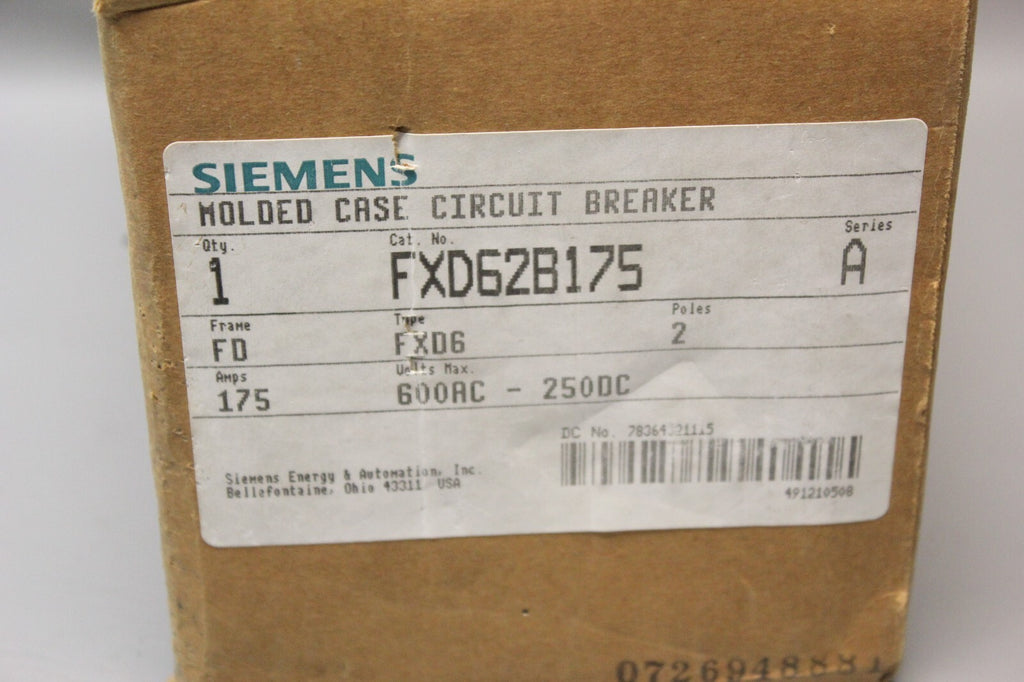 SIEMENS
MOLDED CASE CIRCUIT BREAKER
Qty. Cat. No. Series
1 FXD62B175 A
Frame Type Poles
FD FXD6 2
Amps Volts Max.
175 600AC - 250DC
DC No.
Siemens Energy & Automation, Inc.
Bellefontaine, Ohio 43311 USA
491210508